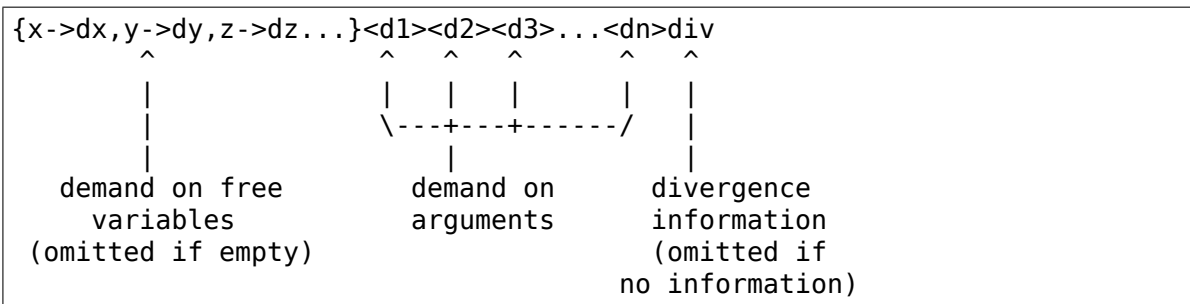 {x->dx,y->dy,z->dz...}<d1><d2><d3>...<dn>div
        ^              ^   ^   ^      ^   ^
        |              |   |   |      |   |
        |              \---+---+------/   |
        |                  |              |
   demand on free        demand on      divergence
     variables           arguments      information
 (omitted if empty)                     (omitted if
                                      no information)